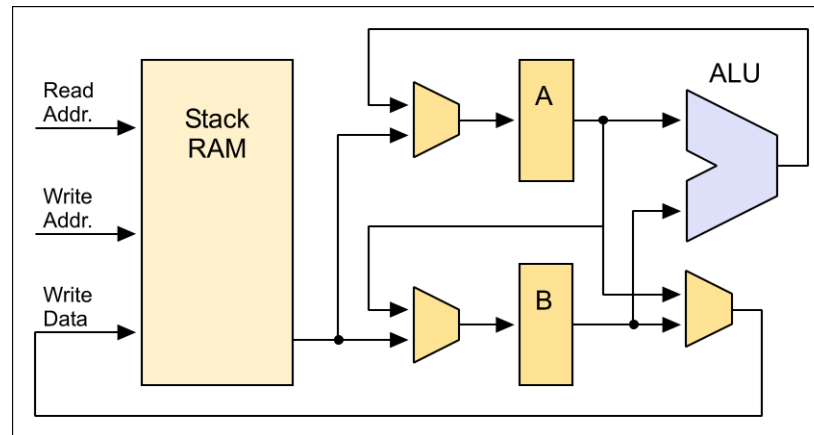 Read
Addr.
Write
Addr.
Write
Data
Stack
RAM
A
B
ALU